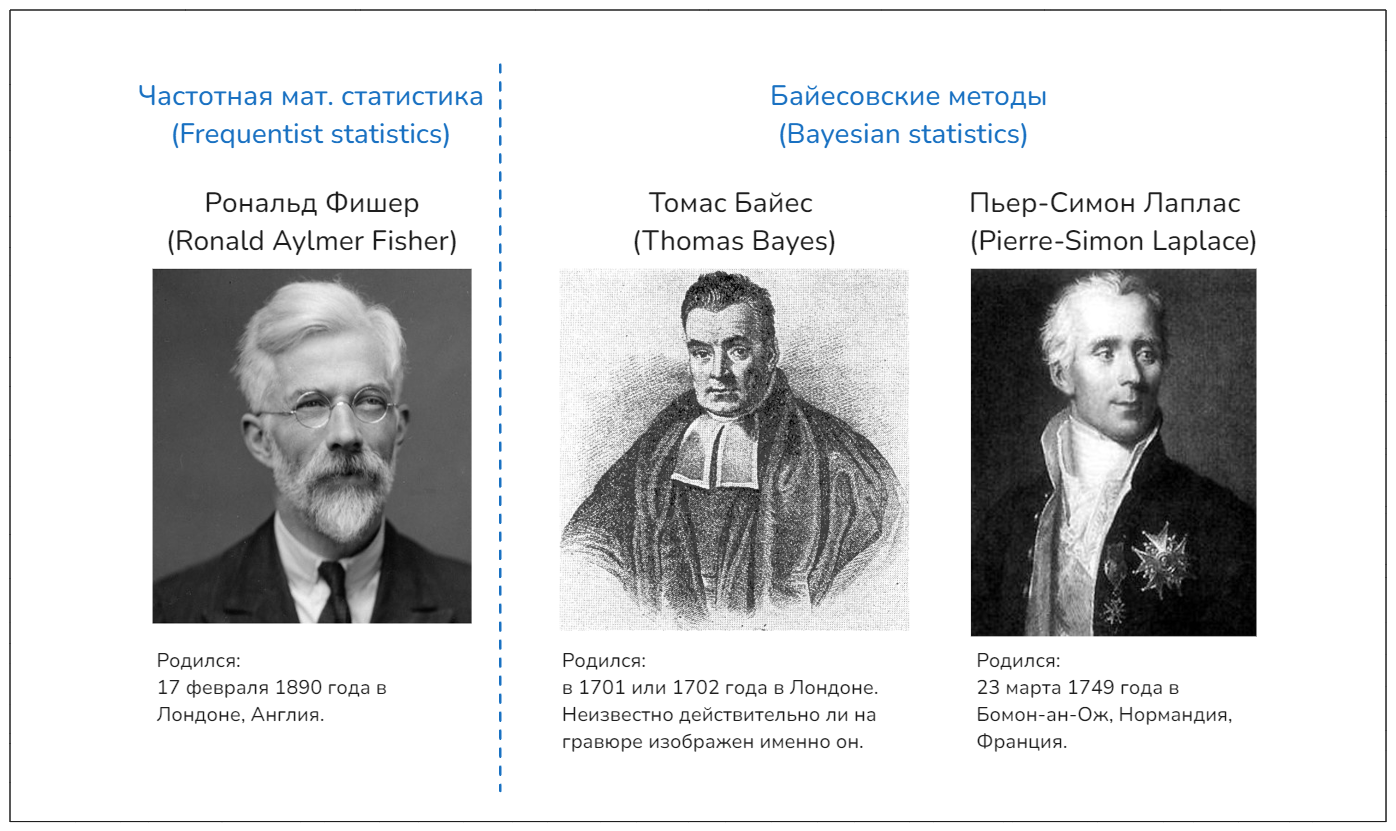 Частотная мат. статистика
(Frequentist statistics)
Байесовские методы
(Bayesian statistics)
Рональд Фишер
(Ronald Aylmer Fisher)
Томас Байес
(Thomas Bayes)
Пьер-Симон Лаплас
(Pierre-Simon Laplace)
Родился:
17 февраля 1890 года в
Лондоне, Англия.
Родился:
в 1701 или 1702 года в Лондоне.
Неизвестно действительно ли на
гравюре изображен именно он.
Родился:
23 марта 1749 года в
Бомон-ан-Ож, Нормандия,
Франция.